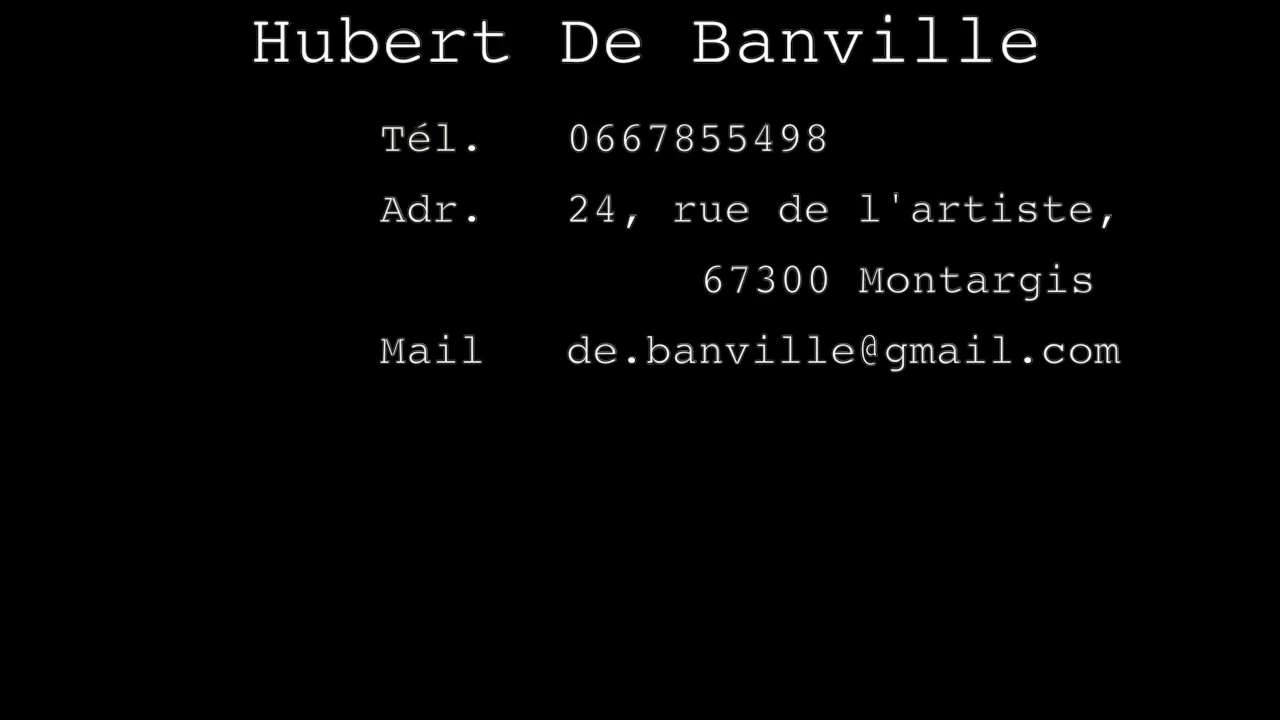 Hubert De Banville
Tél. 0667855498
Adr. 24, rue de l'artiste,
67300 Montargis
Mail de.banville@gmail.com